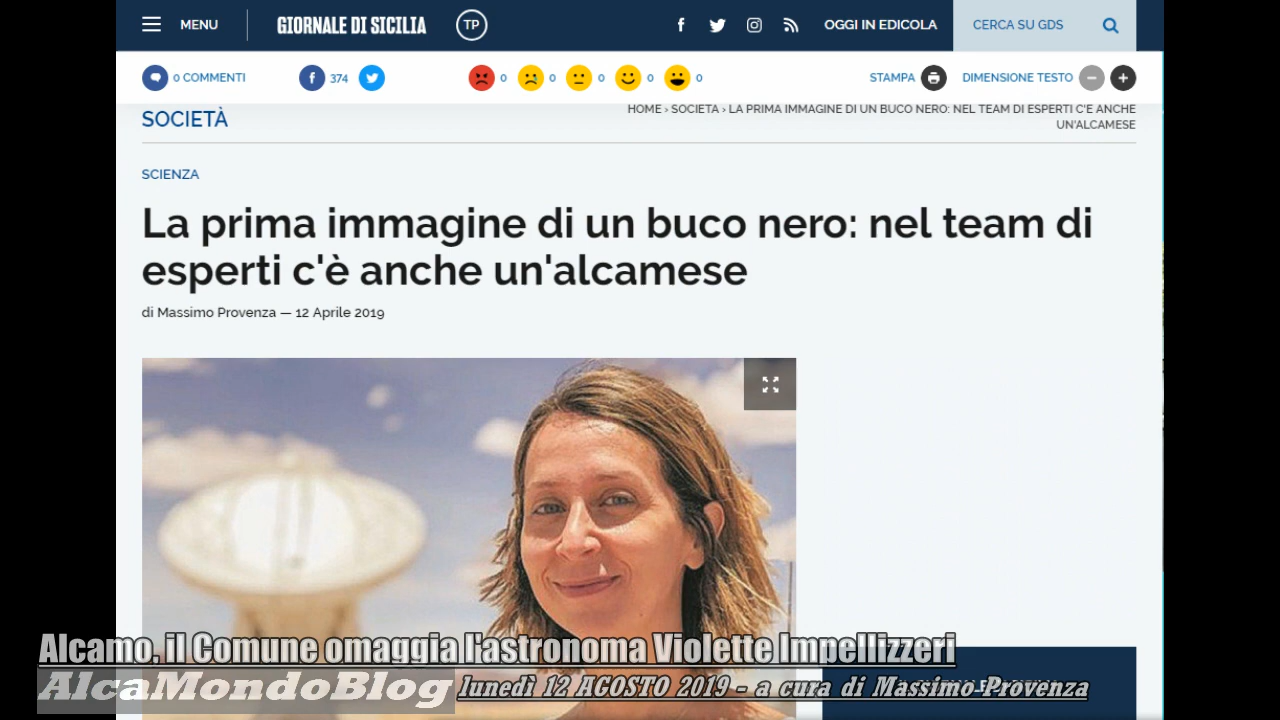 MENU
GIORNALE DI SICILIA
TP
OGGI IN EDICOLA
CERCA SU GDS
0 COMMENTI
374
0
0
0
0
0
STAMPA
DIMENSIONE TESTO
SOCIETÀ
HOME › SOCIETÀ › LA PRIMA IMMAGINE DI UN BUCO NERO: NEL TEAM DI ESPERTI C'È ANCHE
UN'ALCAMESE
SCIENZA
La prima immagine di un buco nero: nel team di
esperti c'è anche un'alcamese
di Massimo Provenza — 12 Aprile 2019
Alcamo, il Comune omaggia l'astronoma Violette Impellizzeri
AlcaMondoBlog
lunedì 12 AGOSTO 2019 - a cura di Massimo Provenza